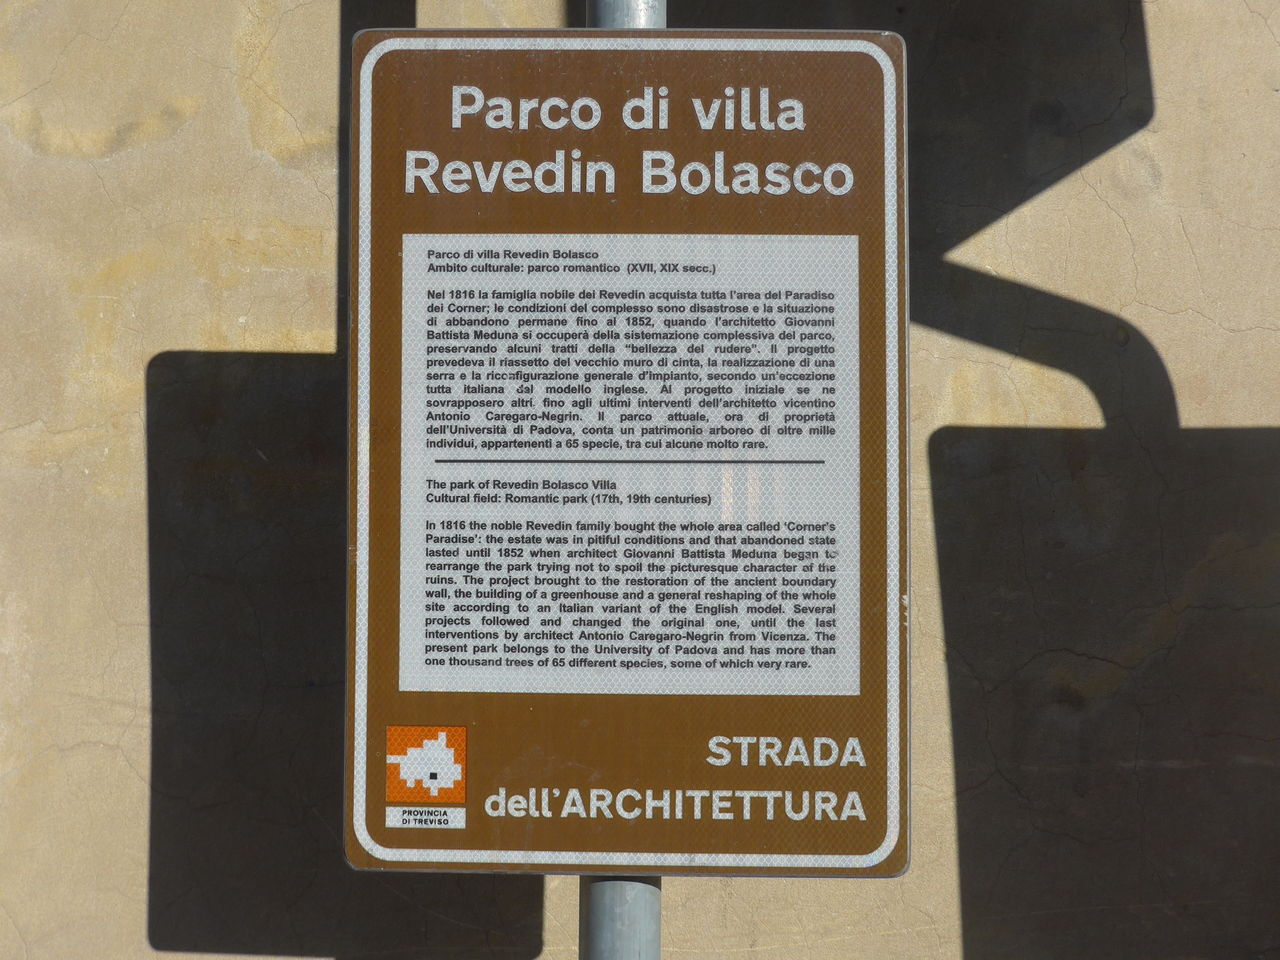 Parco di villa
Revedin Bolasco
Parco di villa Revedin Bolasco
Ambito culturale: parco romantico (XVII, XIX secc.)
Nel 1816 la famiglia nobile dei Revedin acquista tutta l'area del Paradiso
dei Corner; le condizioni del complesso sono disastrose e la situazione
di abbandono permane fino al 1852, quando l'architetto Giovanni
Battista Meduna si occuperà della sistemazione complessiva del parco,
preservando alcuni tratti della "bellezza del rudere". Il progetto
prevedeva il riassetto del vecchio muro di cinta, la realizzazione di una
serra e la riconfigurazione generale d'impianto, secondo un'eccezione
tutta italiana del modello inglese. Al progetto iniziale se ne
sovrapposero altri, fino agli ultimi interventi dell'architetto vicentino
Antonio Caregaro-Negrin. Il parco attuale, ora di proprietà
dell'Università di Padova, conta un patrimonio arboreo di oltre mille
individui, appartenenti a 65 specie, tra cui alcune molto rare.
The park of Revedin Bolasco Villa
Cultural field: Romantic park (17th, 19th centuries)
In 1816 the noble Revedin family bought the whole area called 'Corner's
Paradise': the estate was in pitiful conditions and that abandoned state
lasted until 1852 when architect Giovanni Battista Meduna began to
rearrange the park trying not to spoil the picturesque character of the
ruins. The project brought to the restoration of the ancient boundary
wall, the building of a greenhouse and a general reshaping of the whole
site according to an Italian variant of the English model. Several
projects followed and changed the original one, until the last
interventions by architect Antonio Caregaro-Negrin from Vicenza. The
present park belongs to the University of Padova and has more than
one thousand trees of 65 different species, some of which very rare.
PROVINCIA
DI TREVISO
STRADA
dell'ARCHITETTURA